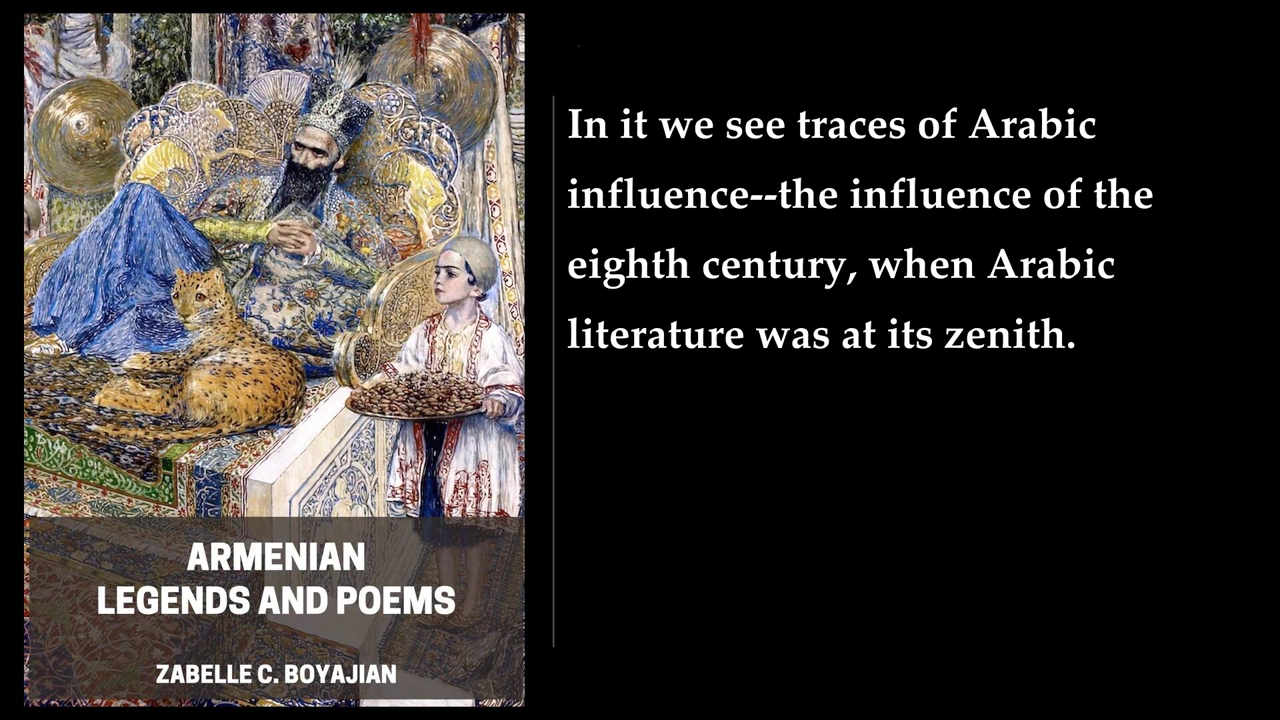 In it we see traces of Arabic
influence--the influence of the
eighth century, when Arabic
literature was at its zenith.
ARMENIAN
LEGENDS AND POEMS
ZABELLE C. BOYAJIAN